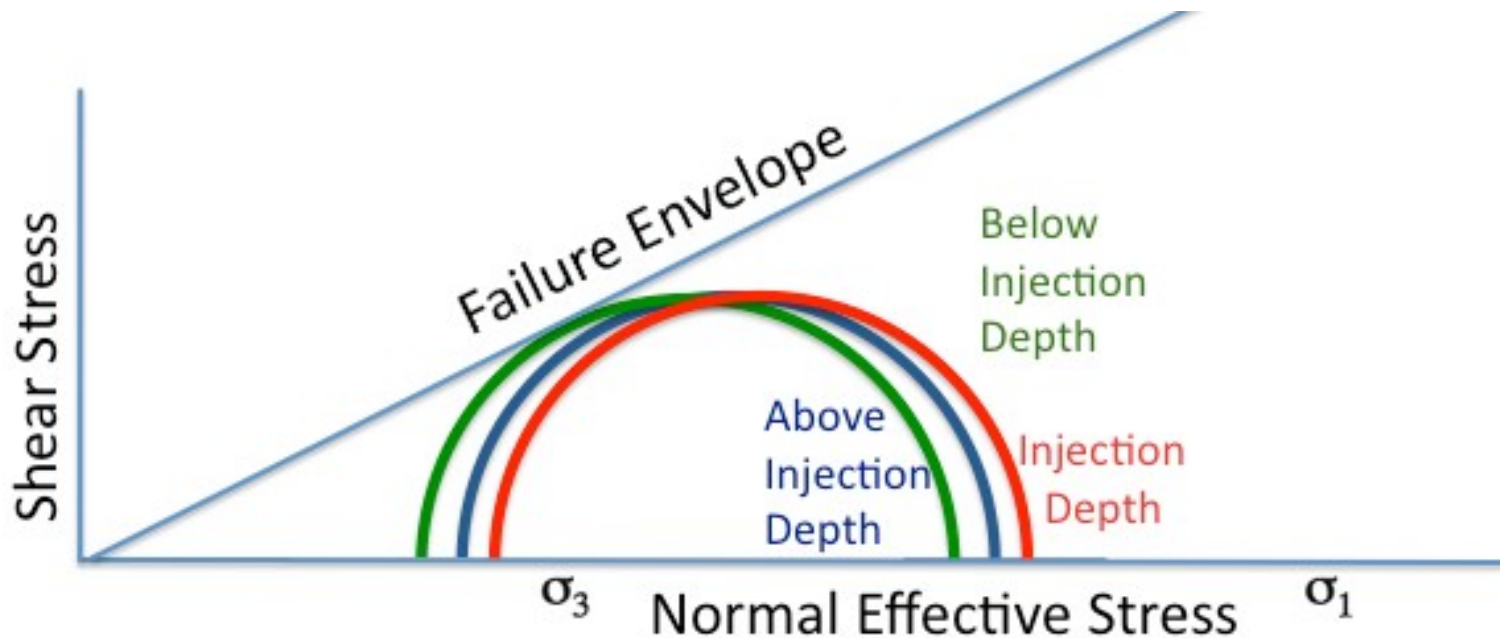 Shear Stress
Failure Envelope
Below
Injection
Depth
Above
Injection
Depth
Injection
Depth
σ3
Normal Effective Stress
σ1